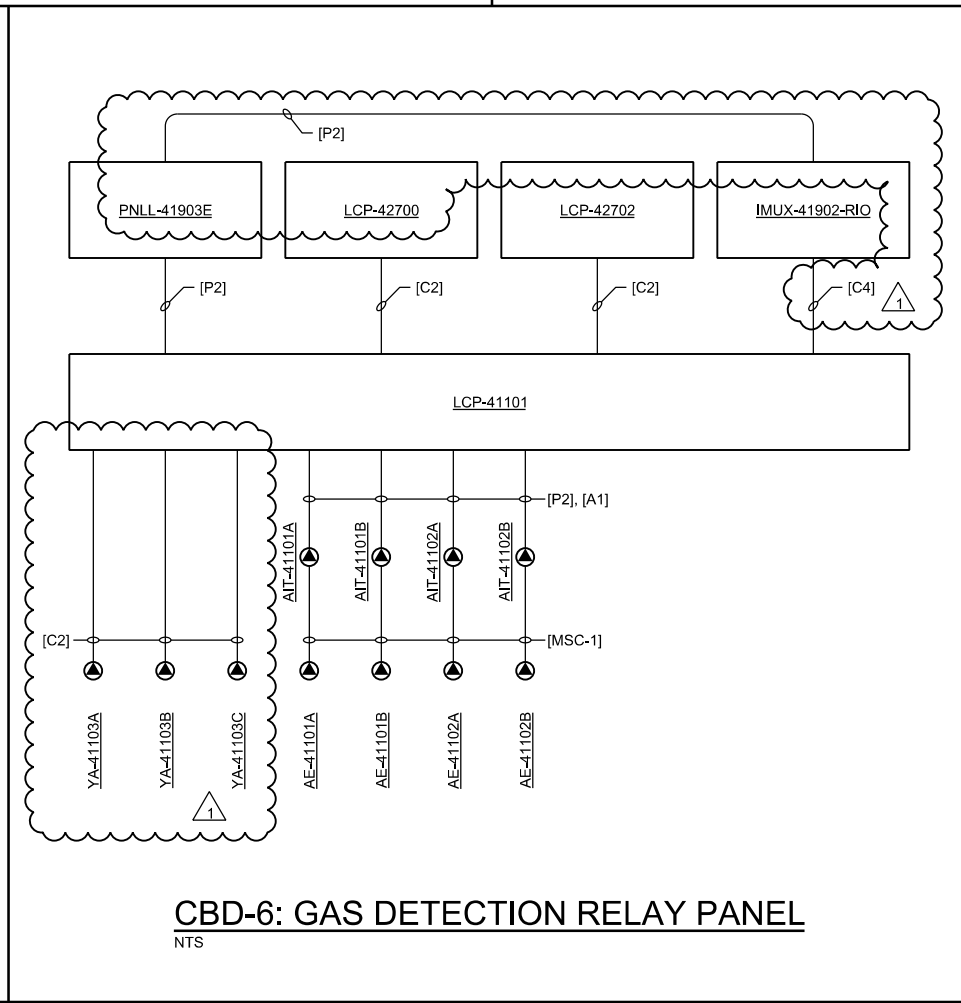 [P2]
PNLL-41903E
LCP-42700
LCP-42702
IMUX-41902-RIO
[P2]
[C2]
[C2]
[C4]
1
LCP-41101
[P2], [A1]
AIT-41101A
AIT-41101B
AIT-41102A
AIT-41102B
[C2]
[MSC-1]
YA-41103A
YA-41103B
YA-41103C
AE-41101A
AE-41101B
AE-41102A
AE-41102B
1
CBD-6: GAS DETECTION RELAY PANEL
NTS